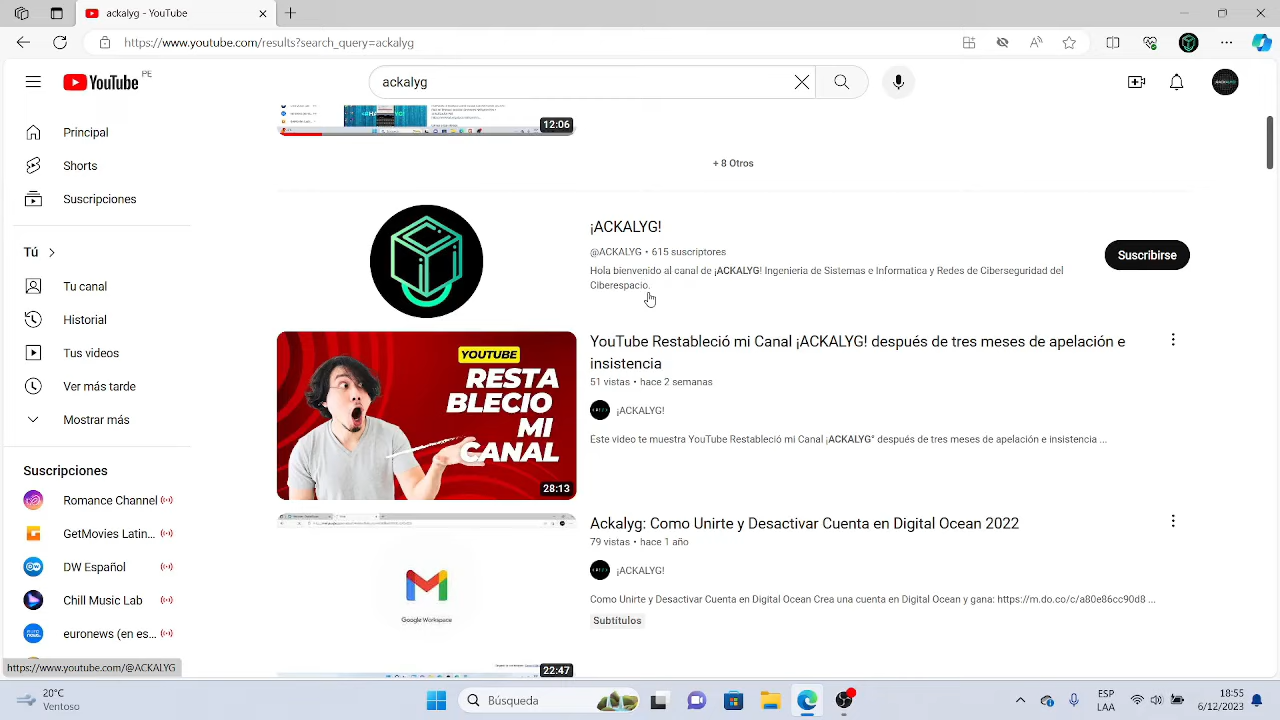 ackalyg - YouTube
https://www.youtube.com/results?search_query=ackalyg
YouTube
PE
ackalyg
12:06
Principal
+ 8 Otros
Shorts
Suscripciones
¡ACKALYG!
@ACKALYG • 615 suscriptores
Suscribirse
Hola bienvenido al canal de ¡ACKALYG! Ingenieria de Sistemas e Informatica y Redes de Ciberseguridad del
Ciberespacio.
Tú
Tu canal
Historial
Tus videos
Ver más tarde
Mostrar más
YOUTUBE
RESTA
BLECIO
MI
CANAL
28:13
YouTube Restableció mi Canal ¡ACKALYG! despues de tres meses de apelación e
insistencia
51 vistas • hace 2 semanas
¡ACKALYG!
Este vídeo te muestra YouTube Restableció mi Canal ¡ACKALYG! después de tres meses de apelación e insistencia ...
Suscripciones
Romance Channel
GetMovies Latin...
DW Español
Chill Music Lab
euronews (en es...
Google Workspace
22:47
Ackalyg: Como Unirte y Desactivar Cuenta en Digital Ocean 2022
79 vistas • hace 1 año
¡ACKALYG!
Como Unirte y Desactivar Cuenta en Digital Ocean Crea una cuenta en Digital Ocean y gana: https://m.do.co/c/a80e86c9032e...
Subtítulos
https://www.youtube.com/@ACKALYG
20°C
Ventoso
Búsqueda
ESP
LAA
18:55